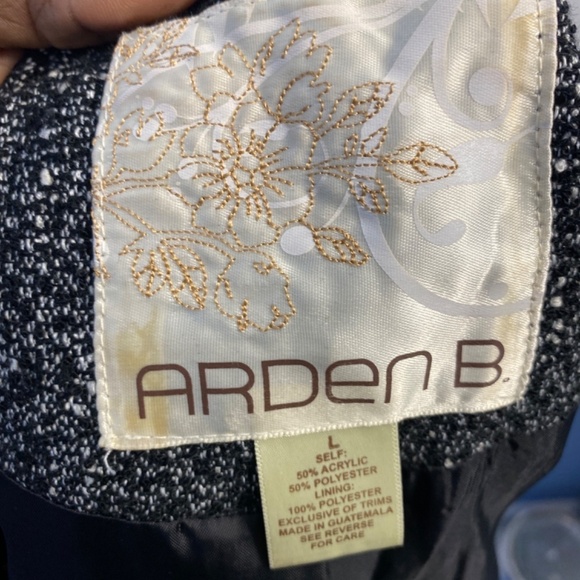 ARDen B.
L
SELF:
50% ACRYLIC
50% POLYESTER
LINING:
100% POLYESTER
EXCLUSIVE OF TRIMS
MADE IN GUATEMALA
SEE REVERSE
FOR CARE